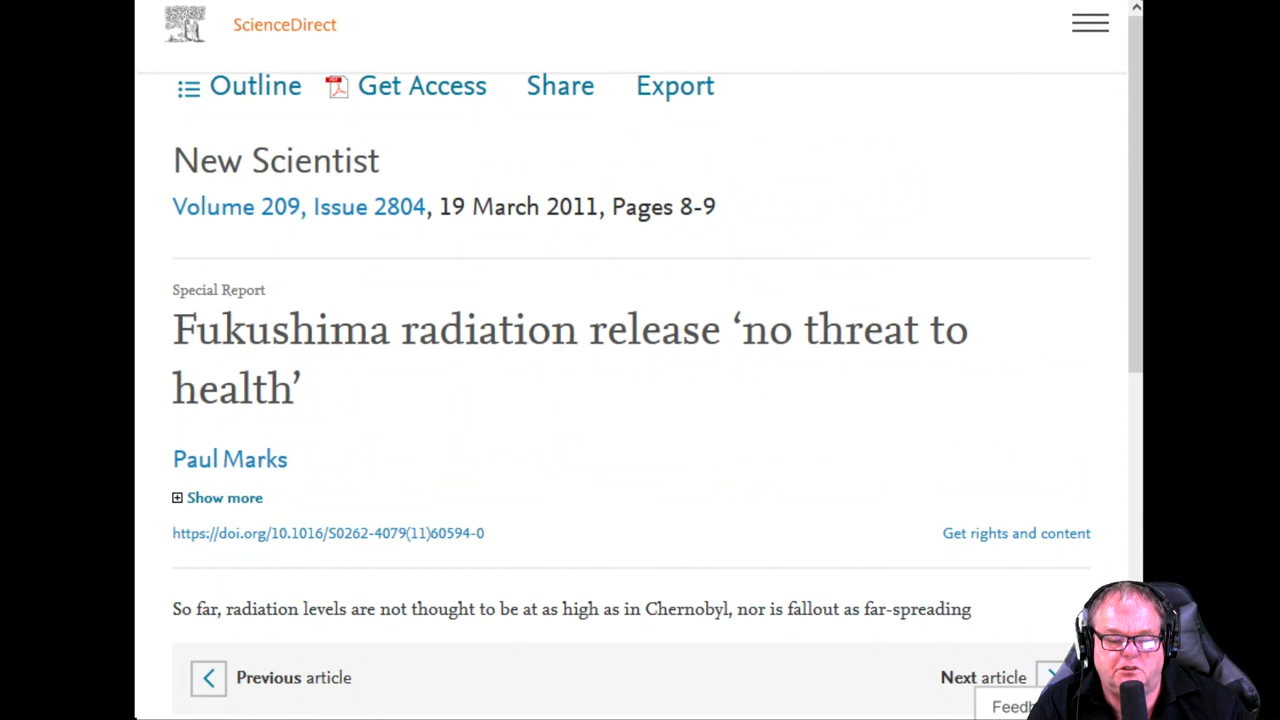 ScienceDirect
Outline Get Access Share Export
New Scientist
Volume 209, Issue 2804, 19 March 2011, Pages 8-9
Special Report
Fukushima radiation release ‘no threat to
health’
Paul Marks
Show more
https://doi.org/10.1016/S0262-4079(11)60594-0
Get rights and content
So far, radiation levels are not thought to be at as high as in Chernobyl, nor is fallout as far-spreading
Previous article
Next article